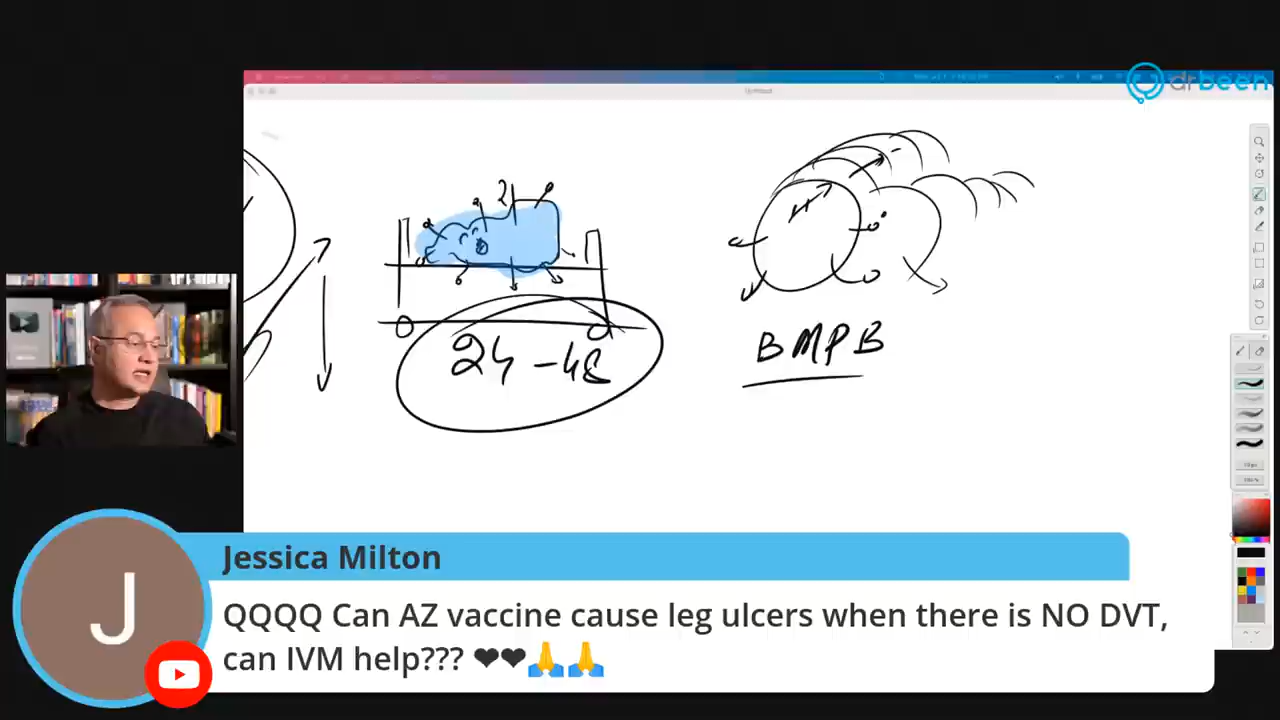 drbeen
2
24-48
BMPB
Jessica Milton
QQQQ Can AZ vaccine cause leg ulcers when there is NO DVT,
can IVM help??? ❤❤🙏🙏
J